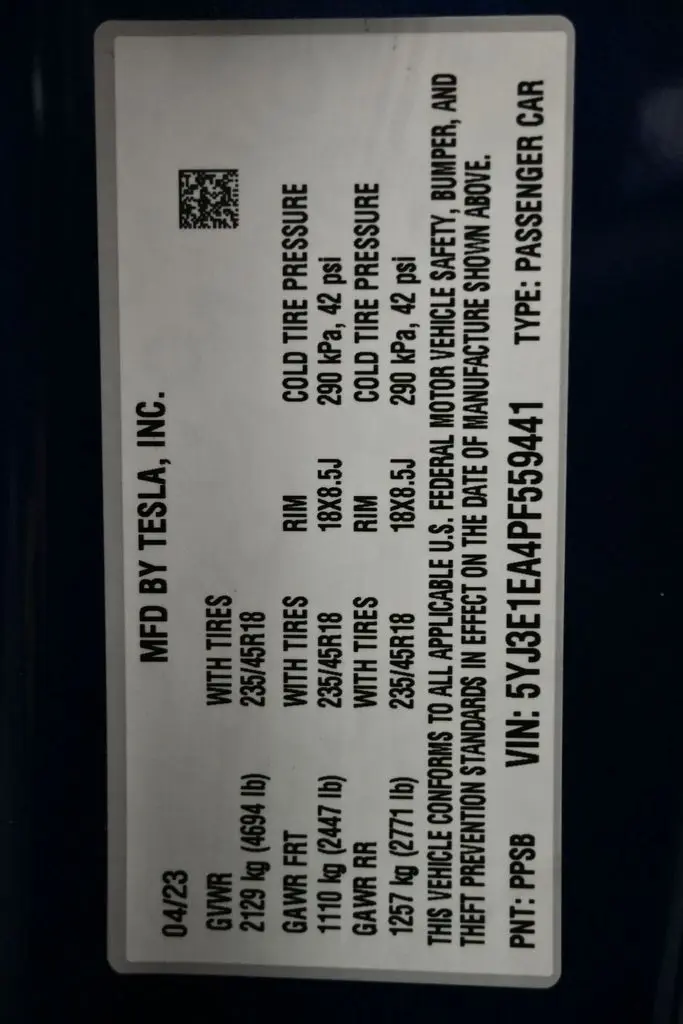 MFD BY TESLA, INC.
04/23
GVWR WITH TIRES
2129 kg (4694 lb) 235/45R18
GAWR FRT WITH TIRES RIM COLD TIRE PRESSURE
1110 kg (2447 lb) 235/45R18 18X8.5J 290 kPa, 42 psi
GAWR RR WITH TIRES RIM COLD TIRE PRESSURE
1257 kg (2771 lb) 235/45R18 18X8.5J 290 kPa, 42 psi
THIS VEHICLE CONFORMS TO ALL APPLICABLE U.S. FEDERAL MOTOR VEHICLE SAFETY, BUMPER, AND
THEFT PREVENTION STANDARDS IN EFFECT ON THE DATE OF MANUFACTURE SHOWN ABOVE.
PNT: PPSB VIN: 5YJ3E1EA4PF559441 TYPE: PASSENGER CAR